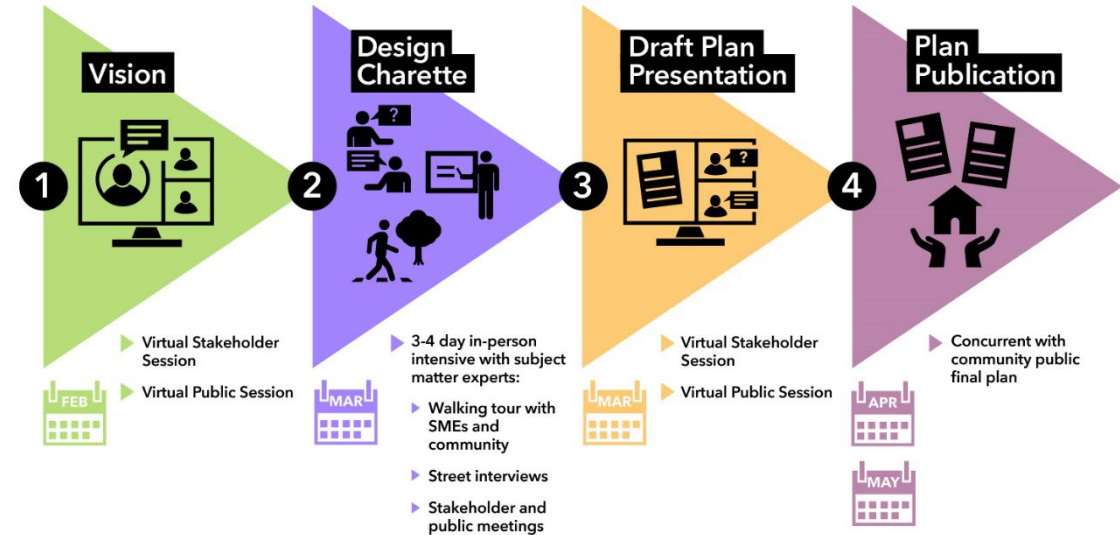 1
Vision
Virtual Stakeholder
Session
Virtual Public Session
FEB
2
Design
Charette
?
3-4 day in-person
intensive with subject
matter experts:
Walking tour with
SMEs and
community
Street interviews
Stakeholder and
public meetings
MAR
3
Draft Plan
Presentation
?
Virtual Stakeholder
Session
Virtual Public Session
MAR
4
Plan
Publication
Concurrent with
community public
final plan
APR
MAY